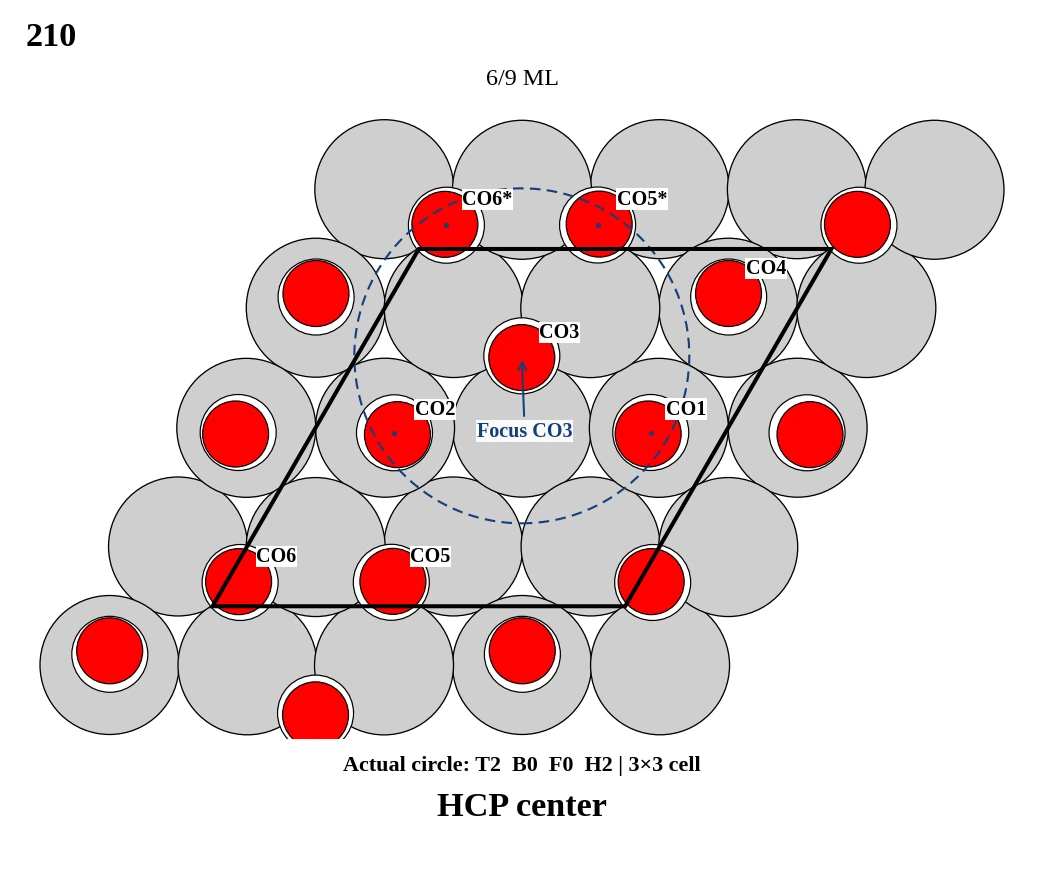 210
6/9 ML
CO6*
CO5*
CO4
CO3
CO2
CO1
Focus CO3
CO6
CO5
Actual circle: T2 B0 F0 H2 | 3×3 cell
HCP center